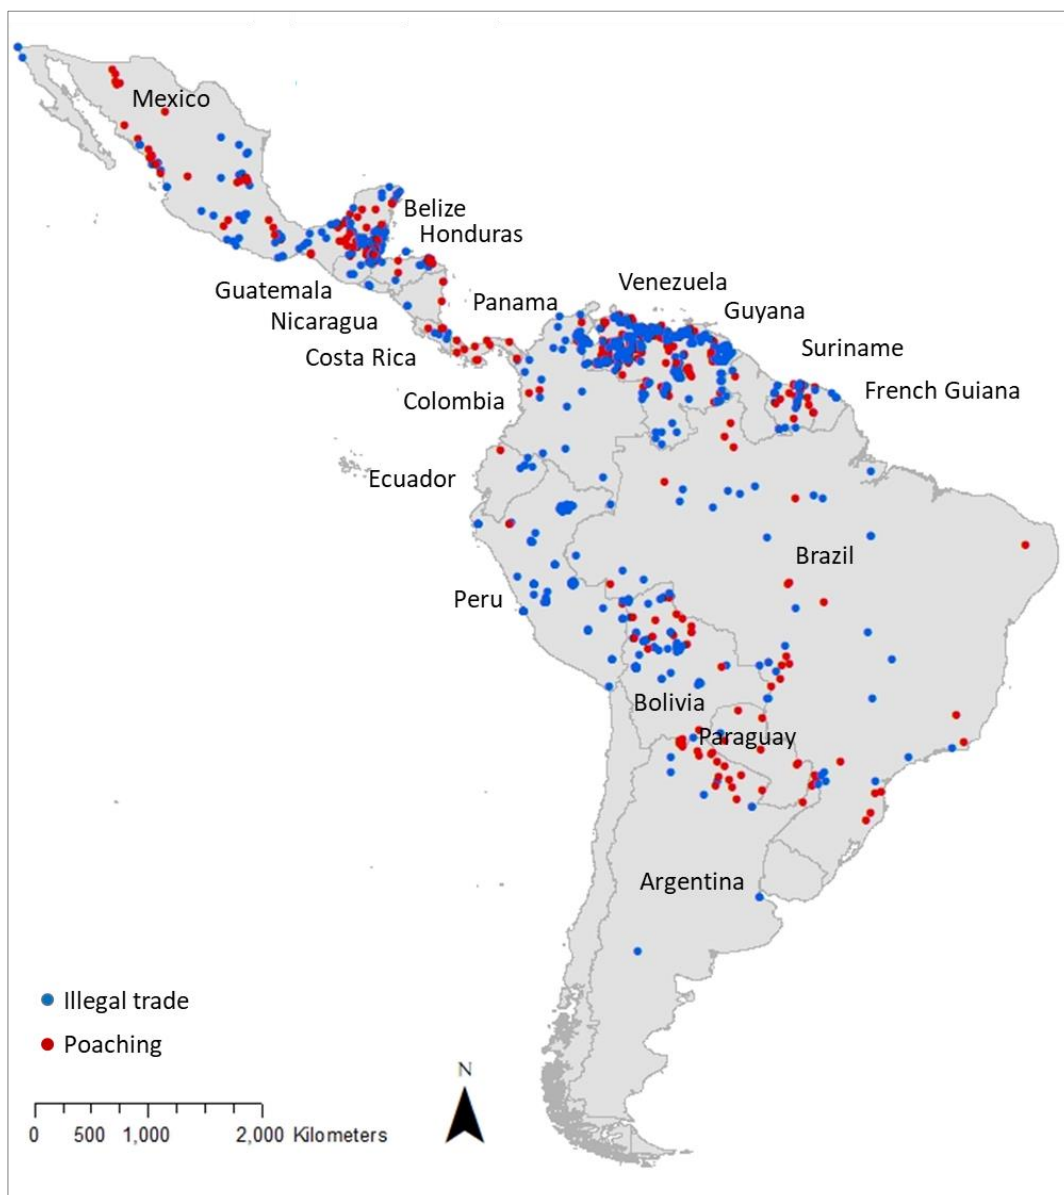 Mexico
Belize
Honduras
Guatemala
Nicaragua
Costa Rica
Panama
Venezuela
Guyana
Suriname
French Guiana
Colombia
Ecuador
Peru
Brazil
Bolivia
Paraguay
Argentina
Illegal trade
Poaching
N
0 500 1,000 2,000 Kilometers